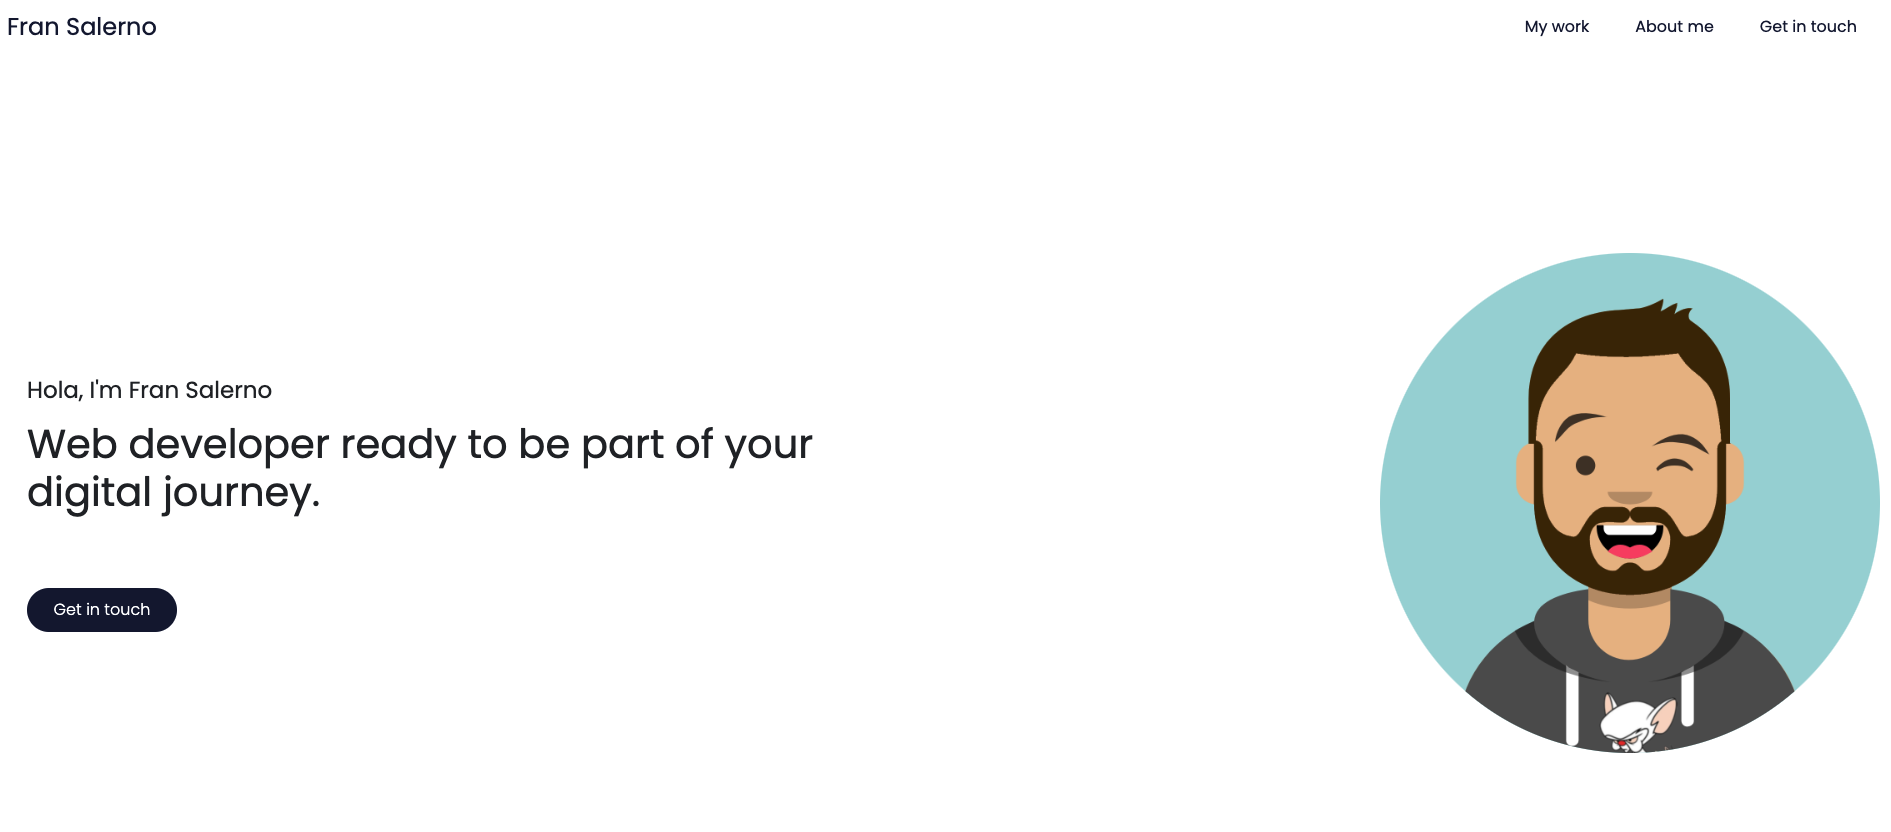 Fran Salerno
My work
About me
Get in touch
Hola, I'm Fran Salerno
Web developer ready to be part of your
digital journey.
Get in touch